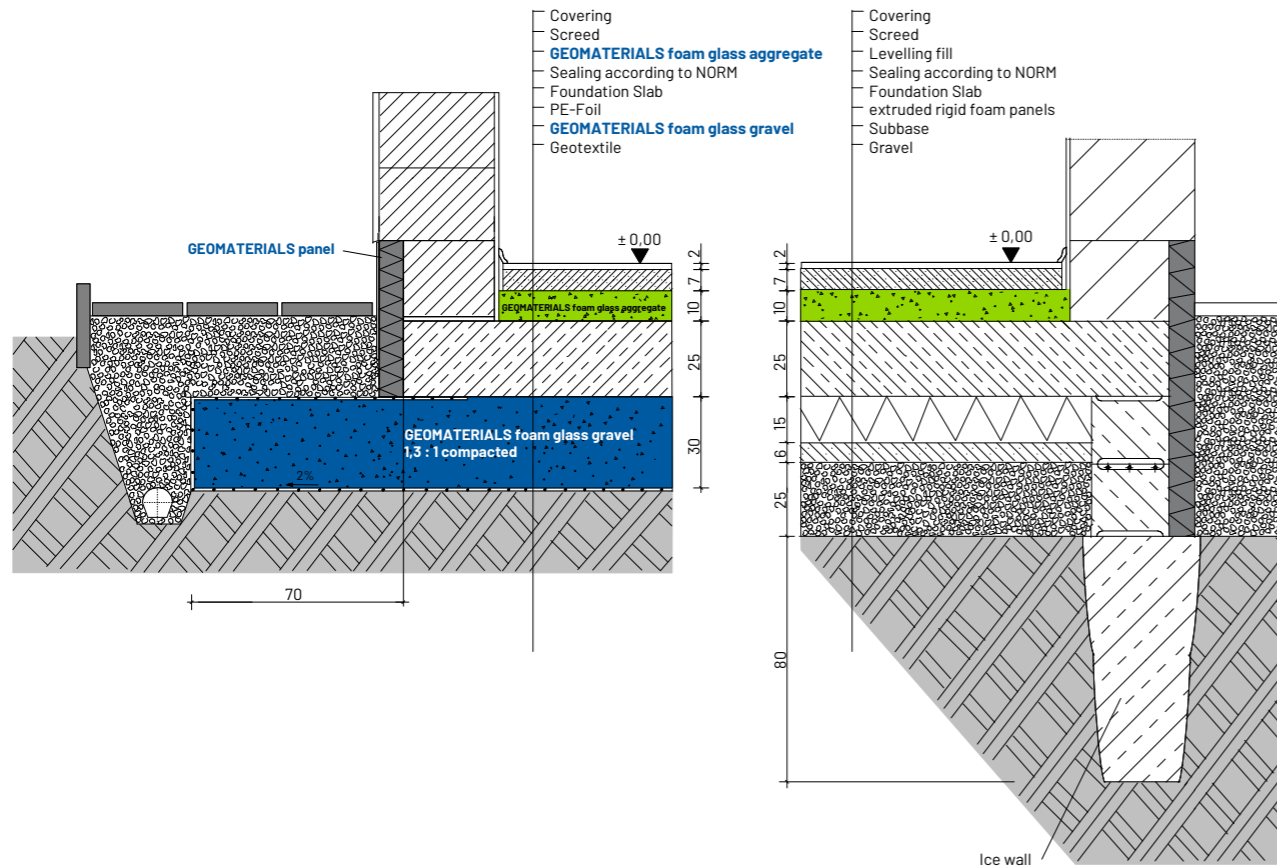 Covering
Screed
GEOMATERIALS foam glass aggregate
Sealing according to NORM
Foundation Slab
PE-Foil
GEOMATERIALS foam glass gravel
Geotextile
GEOMATERIALS panel
± 0,00
2
7
10
25
30
GEOMATERIALS foam glass aggregate
GEOMATERIALS foam glass gravel
1,3 : 1 compacted
2%
70
Covering
Screed
Levelling fill
Sealing according to NORM
Foundation Slab
extruded rigid foam panels
Subbase
Gravel
± 0,00
2
7
10
25
15
6
25
80
Ice wall